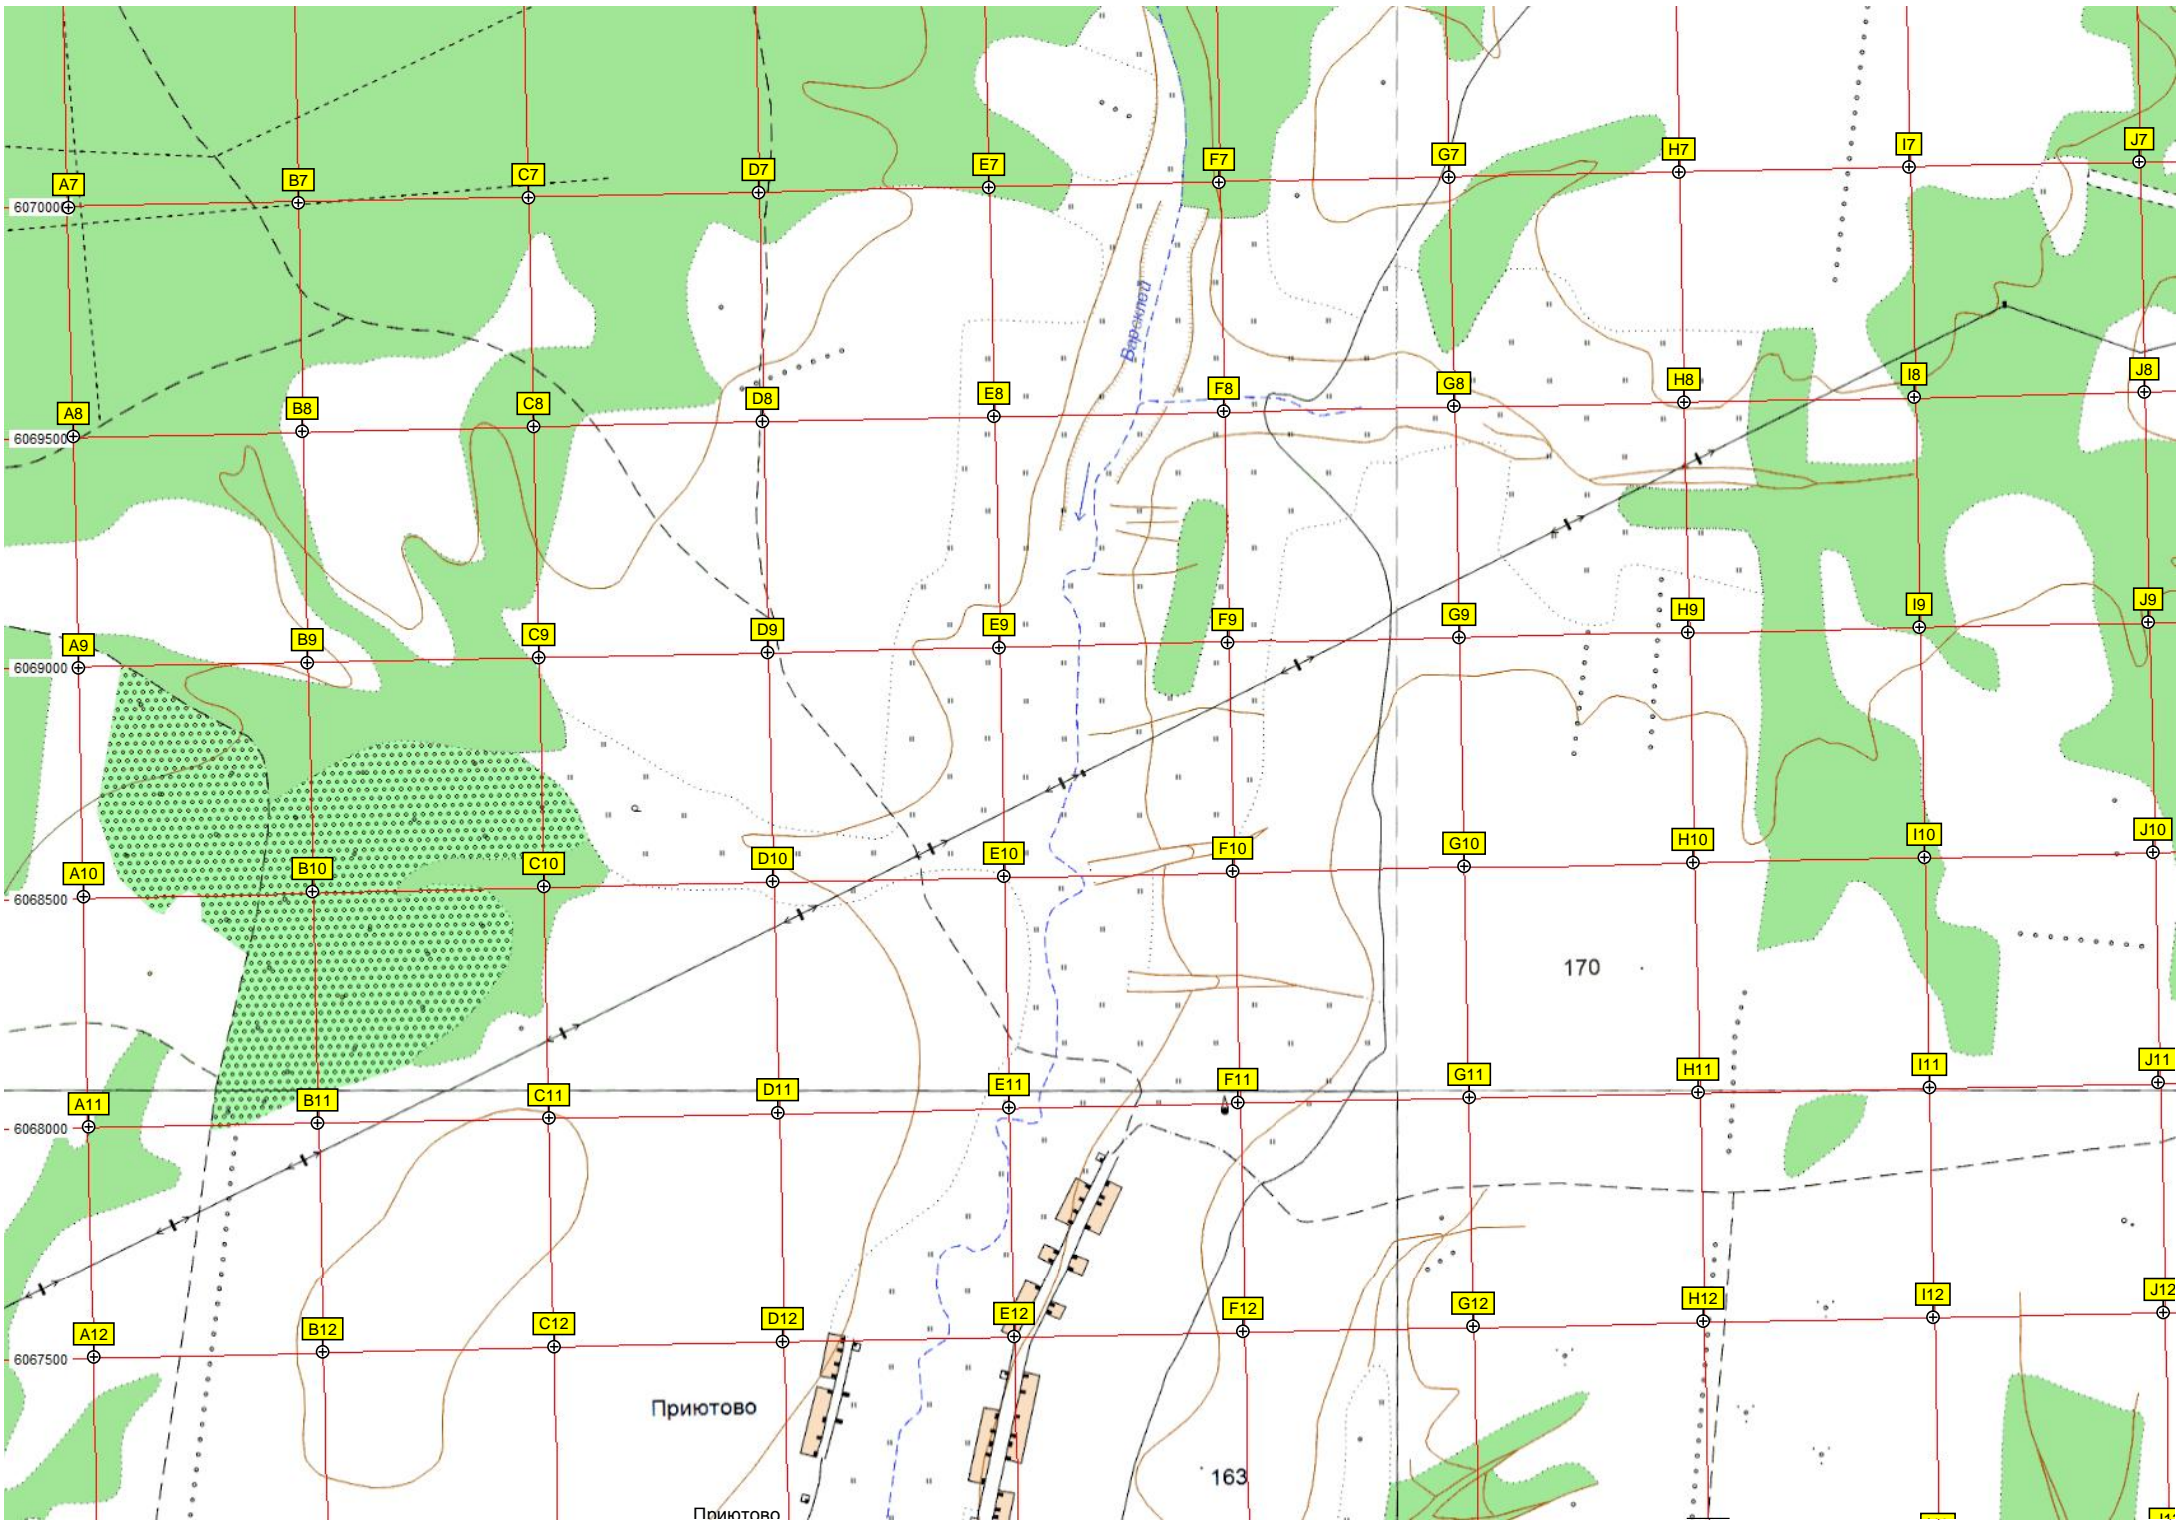 A7 B7 C7 D7 E7 F7 G7 H7 I7 J7
6070000
Варяклей
A8 B8 C8 D8 E8 F8 G8 H8 I8 J8
6069500
A9 B9 C9 D9 E9 F9 G9 H9 I9 J9
6069000
A10 B10 C10 D10 E10 F10 G10 H10 I10 J10
6068500
170
A11 B11 C11 D11 E11 F11 G11 H11 I11 J11
6068000
A12 B12 C12 D12 E12 F12 G12 H12 I12 J12
6067500
Приютово
163
Приютово